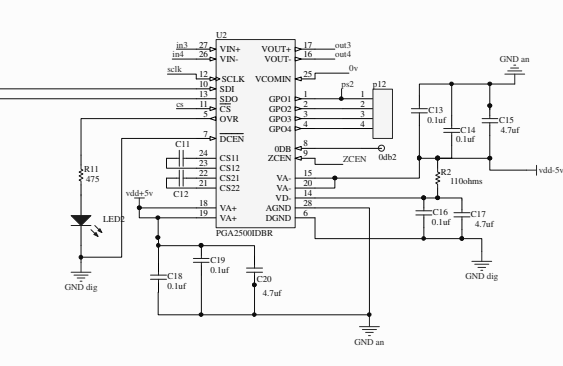 U2
in3 27 VIN+ VOUT+ 17 out3
in4 26 VIN- VOUT- 16 out4
GND an
sclk 12 SCLK VCOMIN 25 0v
10 SDI ps2 p12
13 SDO GPO1 1 1
cs 11 CS GPO2 2 2
5 OVR GPO3 3 3
GPO4 4 4
C13 0.1uf
C14 0.1uf
C15 4.7uf
7 DCEN
C11 0DB 8 0db2
24 CS11 ZCEN 9 ZCEN
23 CS12
22 CS21 VA- 15
21 CS22 VA- 20
C12 VD- 14
R11 475
R2 110ohms
vdd-5v
vdd+5v
18 VA+ AGND 28
19 VA+ DGND 6
PGA2500IDBR
LED2
C16 0.1uf
C17 4.7uf
C18 0.1uf
C19 0.1uf
C20 4.7uf
GND dig
GND dig
GND an